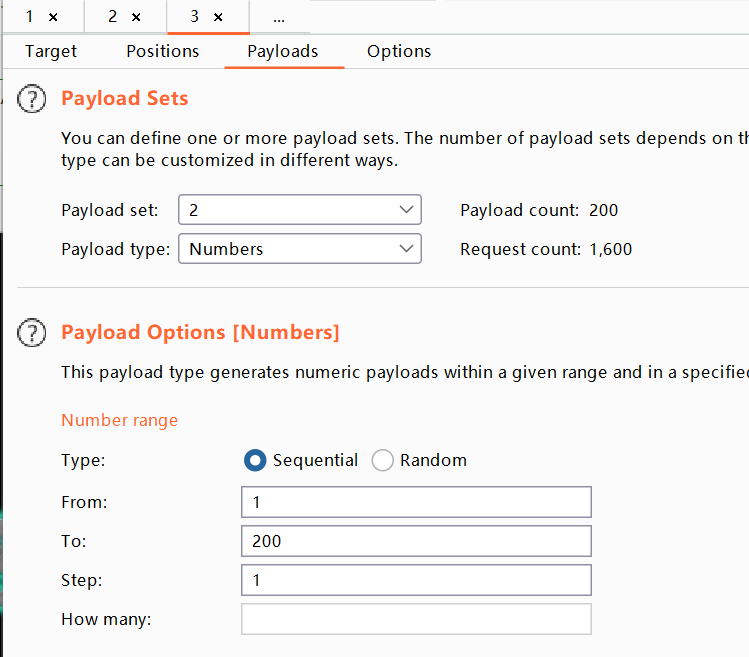 1 × 2 × 3 × ...
Target Positions Payloads Options
? Payload Sets
You can define one or more payload sets. The number of payload sets depends on th
type can be customized in different ways.
Payload set: 2 Payload count: 200
Payload type: Numbers Request count: 1,600
? Payload Options [Numbers]
This payload type generates numeric payloads within a given range and in a specified
Number range
Type: Sequential Random
From: 1
To: 200
Step: 1
How many: